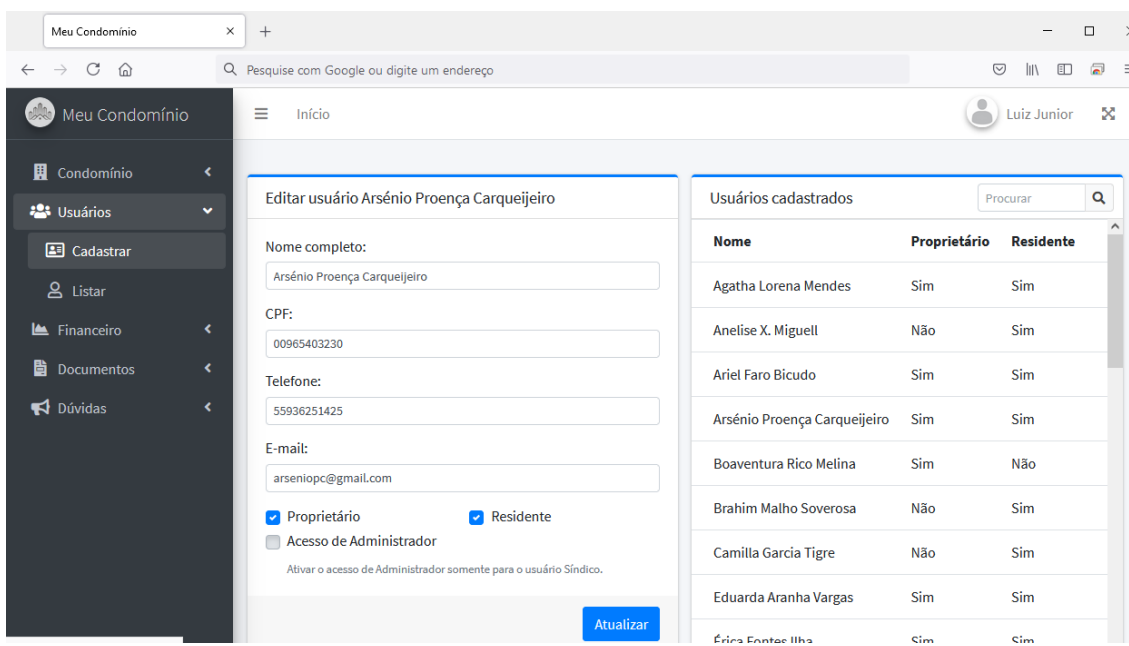 Meu Condomínio
Pesquise com Google ou digite um endereço
Meu Condomínio
Início
Luiz Junior
Condomínio
Usuários
Cadastrar
Listar
Financeiro
Documentos
Dúvidas
Editar usuário Arsénio Proença Carqueijeiro
Nome completo:
Arsénio Proença Carqueijeiro
CPF:
00965403230
Telefone:
55936251425
E-mail:
arseniopc@gmail.com
Proprietário Residente
Acesso de Administrador
Ativar o acesso de Administrador somente para o usuário Síndico.
Atualizar
Usuários cadastrados Procurar
Nome Proprietário Residente
Agatha Lorena Mendes Sim Sim
Anelise X. Miguell Não Sim
Ariel Faro Bicudo Sim Sim
Arsénio Proença Carqueijeiro Sim Sim
Boaventura Rico Melina Sim Não
Brahim Malho Soverosa Não Sim
Camilla Garcia Tigre Não Sim
Eduarda Aranha Vargas Sim Sim
Érica Fontes Ilha Sim Sim